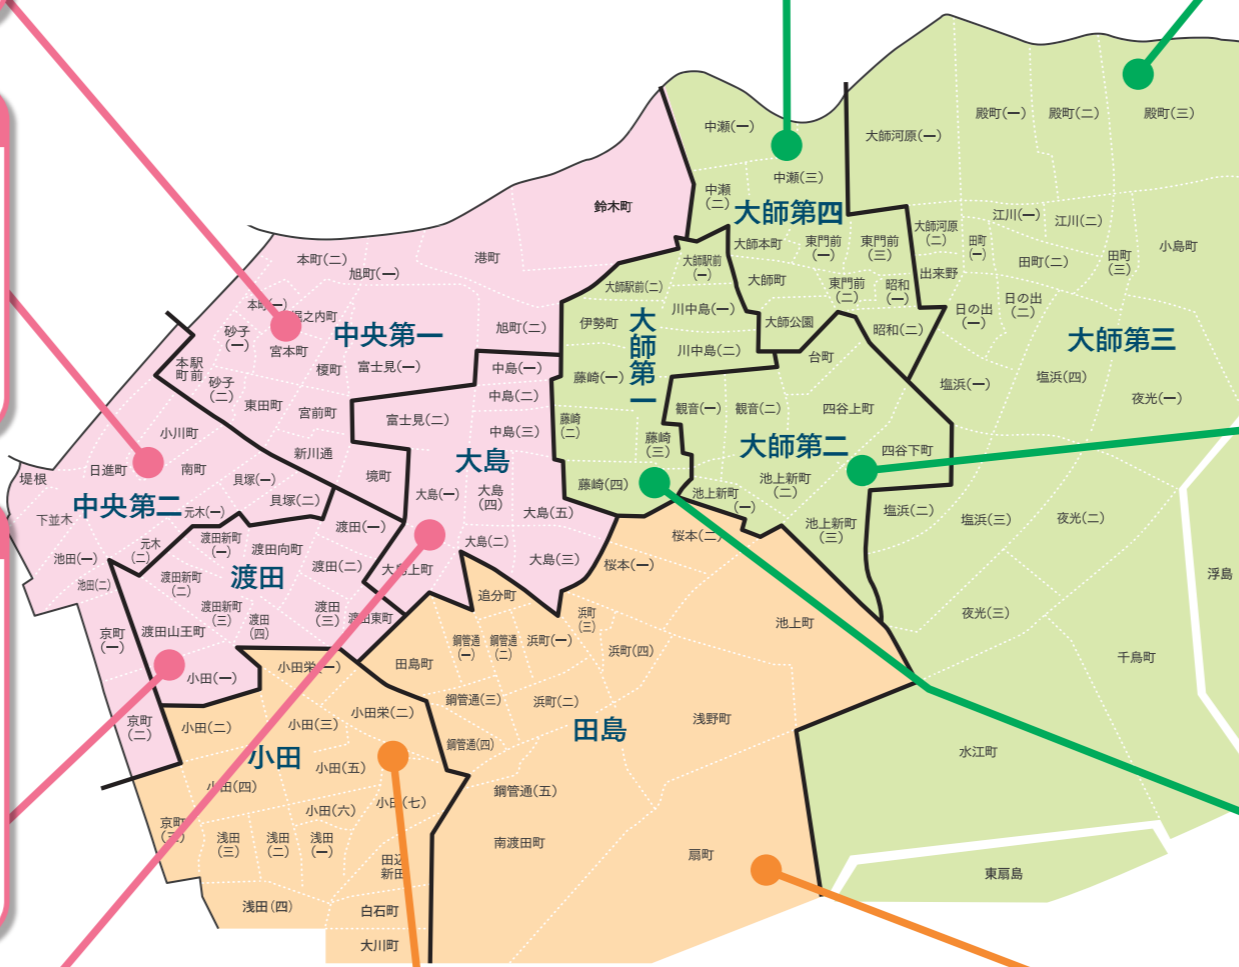 中瀬(一)
殿町(一)
殿町(二)
殿町(三)
大師河原(一)
中瀬(三)
中瀬
(二)
鈴木町
大師第四
大師河原
(二)
江川(一)
江川(二)
大師本町
東門前
(一)
東門前
(三)
田町
(一)
小島町
本町(二)
旭町(一)
港町
大師駅前
(一)
田町(二)
田町
(三)
出来野
大師町
大師駅前(二)
東門前
(二)
昭和
(一)
本町(一)
堀之内町
川中島(一)
日の出
(一)
日の出
(二)
伊勢町
大師第一
大師公園
昭和(二)
旭町(二)
砂子
(一)
中央第一
大師第三
宮本町
川中島(二)
台町
本町
駅前
榎町
富士見(一)
中島(一)
藤崎(一)
塩浜(一)
塩浜(四)
砂子
(二)
中島(二)
夜光(一)
東田町
宮前町
富士見(二)
観音(一)
観音(二)
四谷上町
藤崎
(二)
小川町
中島(三)
藤崎
(三)
大師第二
四谷下町
新川通
大島
日進町
南町
堤根
貝塚(一)
境町
池上新町
(二)
藤崎(四)
大島(一)
大島
(四)
池上新町
(一)
貝塚(二)
中央第二
元木(一)
大島(五)
塩浜(二)
塩浜(三)
夜光(二)
下並木
渡田(一)
池上新町
(三)
桜本(二)
渡田新町
(一)
渡田向町
大島(二)
元木
(二)
池田(一)
大島(三)
渡田(二)
大島上町
桜本(一)
浮島
渡田
池田(二)
渡田新町
(二)
追分町
渡田新町
(三)
渡田
(四)
渡田
(三)
渡田東町
浜町
(三)
夜光(三)
池上町
渡田山王町
京町
(一)
鋼管通
(一)
鋼管通
(二)
浜町(一)
浜町(四)
千鳥町
田島町
小田栄(一)
小田(一)
鋼管通(三)
浜町(二)
小田栄(二)
浅野町
京町
(二)
小田(二)
小田(三)
田島
鋼管通(四)
水江町
小田
小田(五)
小田(四)
鋼管通(五)
小田(七)
小田(六)
京町
(三)
浅田
(三)
浅田
(二)
浅田
(一)
南渡田町
扇町
田辺
新田
東扇島
浅田(四)
白石町
大川町